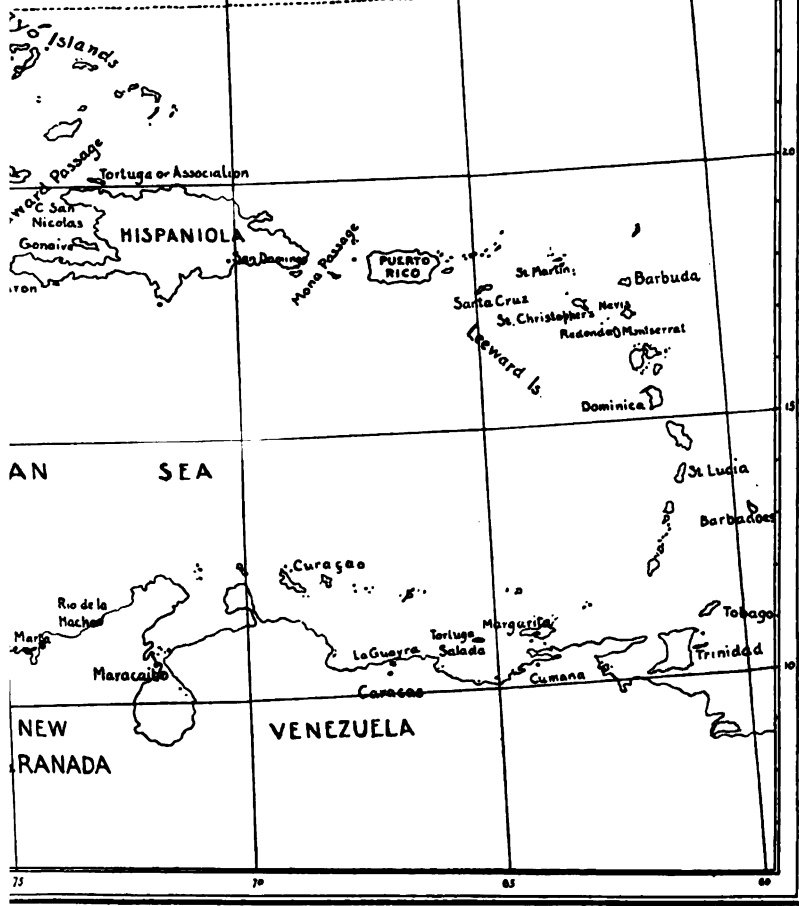 Islands
20
Passage
Tortuga or Association
C San
Nicolas
HISPANIOLA
Gonaive
San Domingo
Mona Passage
PUERTO
RICO
St Martin
Barbuda
Santa Cruz
St. Christophers
Nevis
Redonda
Montserrat
Leeward Is.
Dominica
15
AN SEA
St Lucia
Barbadoes
Curaçao
Rio de la
Hacha
Marta
Tobago
Margarita
Tortuga
Salada
La Guayra
Trinidad
Maracaibo
Cumana
10
Caracas
NEW
RANADA
VENEZUELA
75
70
65
60